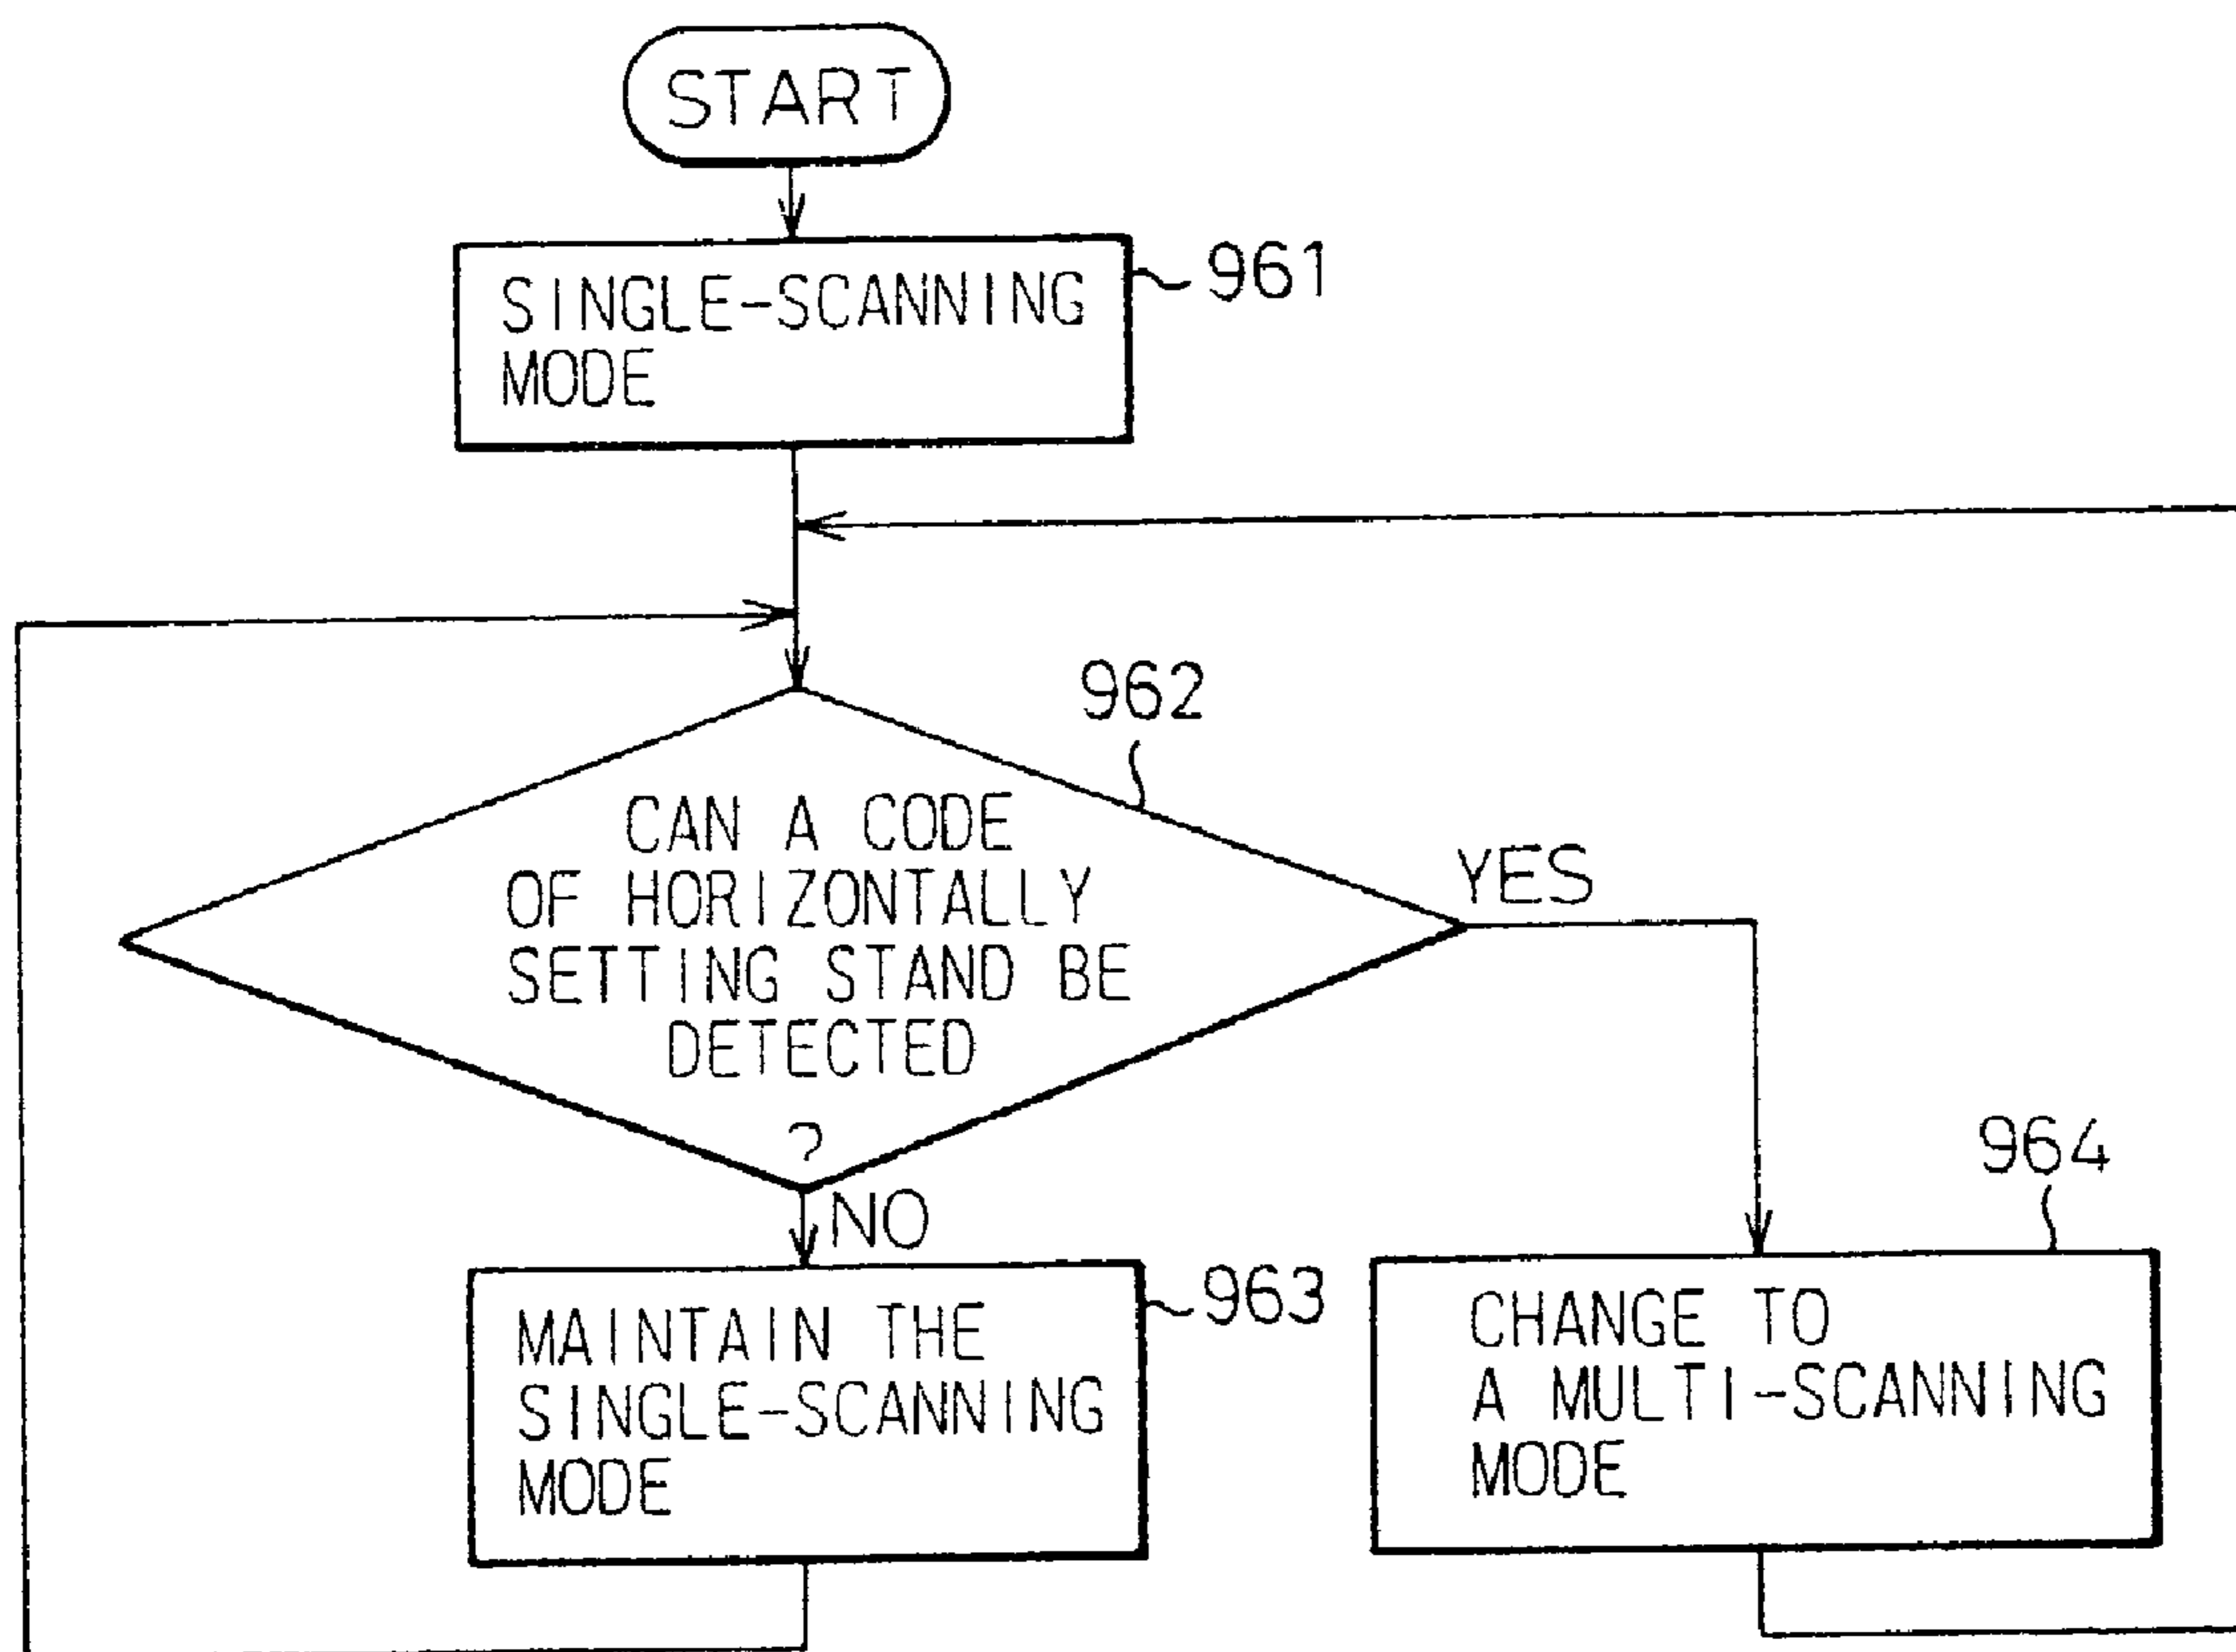 START
SINGLE-SCANNING
MODE
961
962
CAN A CODE
OF HORIZONTALLY
SETTING STAND BE
DETECTED
?
YES
NO
MAINTAIN THE
SINGLE-SCANNING
MODE
963
964
CHANGE TO
A MULTI-SCANNING
MODE